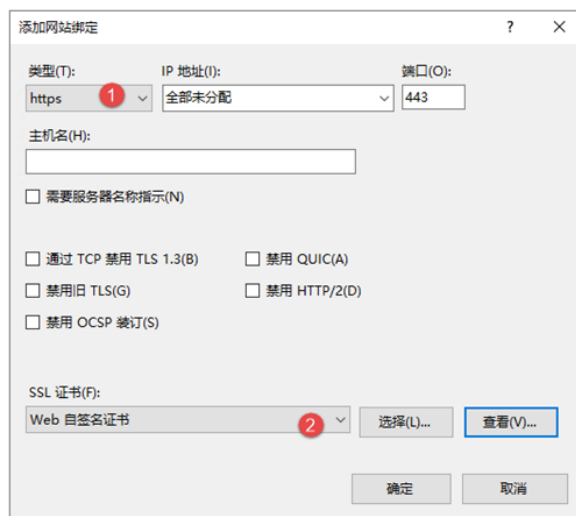 添加网站绑定 ? ×
类型(T): IP 地址(I): 端口(O):
https 1 全部未分配 443
主机名(H):
需要服务器名称指示(N)
通过 TCP 禁用 TLS 1.3(B) 禁用 QUIC(A)
禁用旧 TLS(G) 禁用 HTTP/2(D)
禁用 OCSP 装订(S)
SSL 证书(F):
Web 自签名证书 2 选择(L)... 查看(V)...
确定 取消